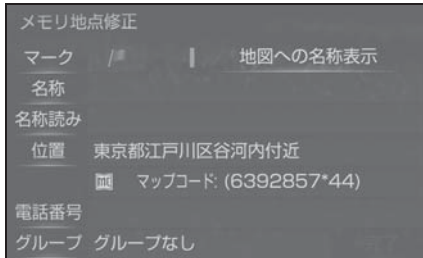 メモリ地点修正
マーク 地図への名称表示
名称
名称読み
位置 東京都江戸川区谷河内付近
マップコード: (6392857*44)
電話番号
グループ グループなし 完了